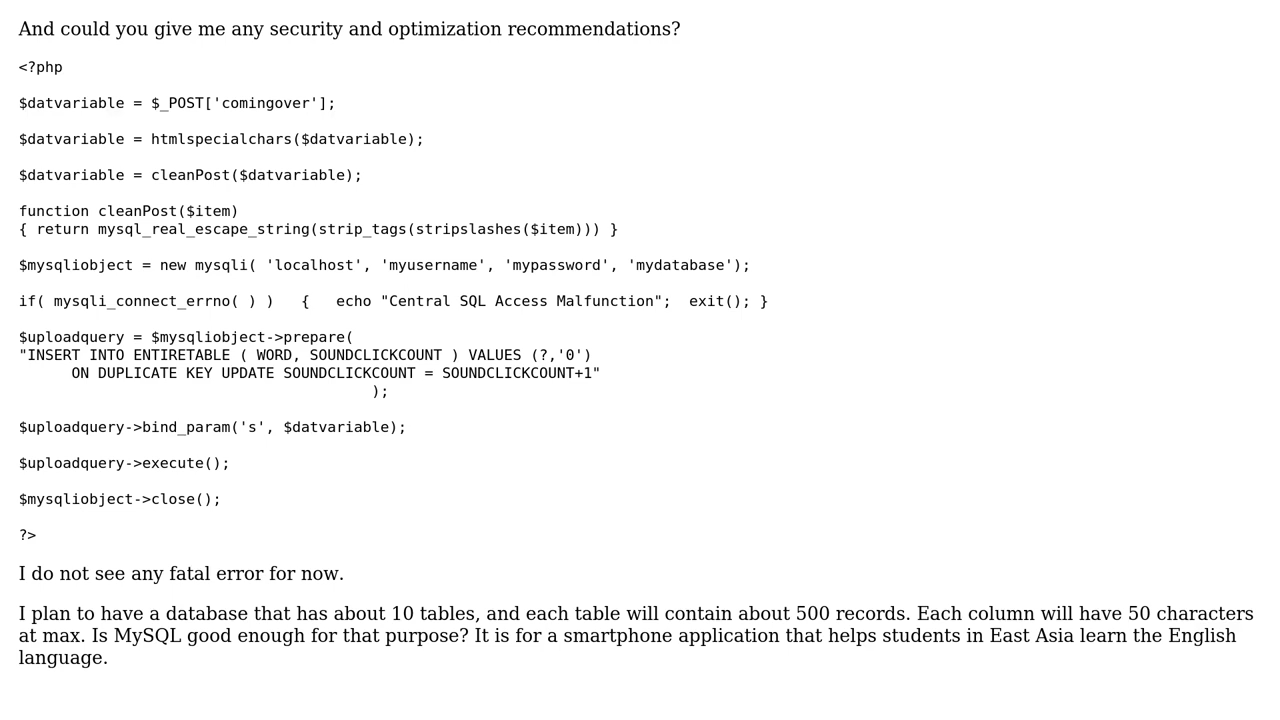 And could you give me any security and optimization recommendations?
<?php
$datvariable = $_POST['comingover'];
$datvariable = htmlspecialchars($datvariable);
$datvariable = cleanPost($datvariable);
function cleanPost($item)
{ return mysql_real_escape_string(strip_tags(stripslashes($item))) }
$mysqliobject = new mysqli( 'localhost', 'myusername', 'mypassword', 'mydatabase');
if( mysqli_connect_errno( ) )   {   echo "Central SQL Access Malfunction";  exit(); }
$uploadquery = $mysqliobject->prepare(
"INSERT INTO ENTIRETABLE ( WORD, SOUNDCLICKCOUNT ) VALUES (?,'0')
      ON DUPLICATE KEY UPDATE SOUNDCLICKCOUNT = SOUNDCLICKCOUNT+1"
                                        );
$uploadquery->bind_param('s', $datvariable);
$uploadquery->execute();
$mysqliobject->close();
?>
I do not see any fatal error for now.
I plan to have a database that has about 10 tables, and each table will contain about 500 records. Each column will have 50 characters
at max. Is MySQL good enough for that purpose? It is for a smartphone application that helps students in East Asia learn the English
language.